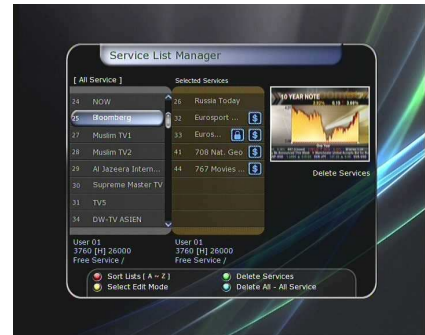 Service List Manager
[ All Service ]
Selected Services
24 NOW
25 Bloomberg
27 Muslim TV1
28 Muslim TV2
29 Al Jazeera Intern...
30 Supreme Master TV
31 TV5
34 DW-TV ASIEN
26 Russia Today
32 Eurosport ... $
33 Euros... $
41 708 Nat. Geo $
44 767 Movies ... $
10 YEAR NOTE
Delete Services
User 01
3760 [H] 26000
Free Service /
User 01
3760 [H] 26000
Free Service /
Sort Lists [ A ~ Z ]
Delete Services
Select Edit Mode
Delete All - All Service